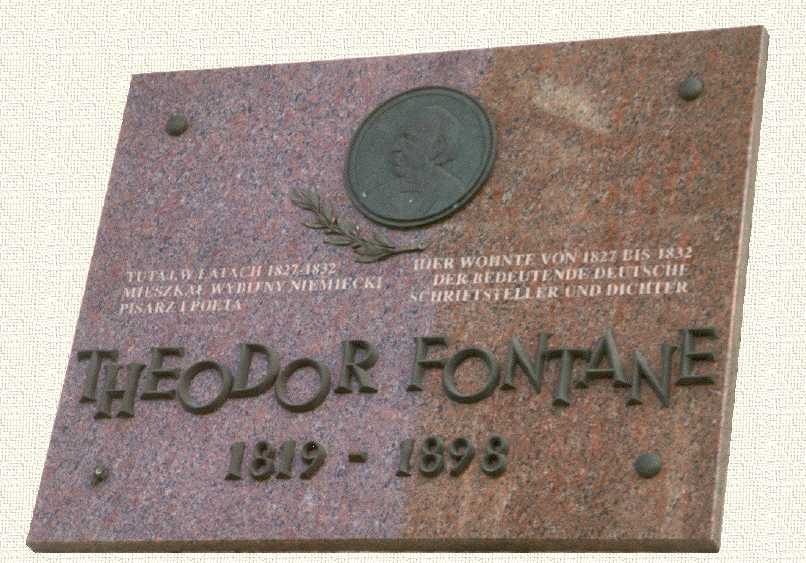 TUTAJ W LATACH 1827-1832
MIESZKAŁ WYBITNY NIEMIECKI
PISARZ I POETA
HIER WOHNTE VON 1827 BIS 1832
DER BEDEUTENDE DEUTSCHE
SCHRIFTSTELLER UND DICHTER
THEODOR FONTANE
1819 - 1898